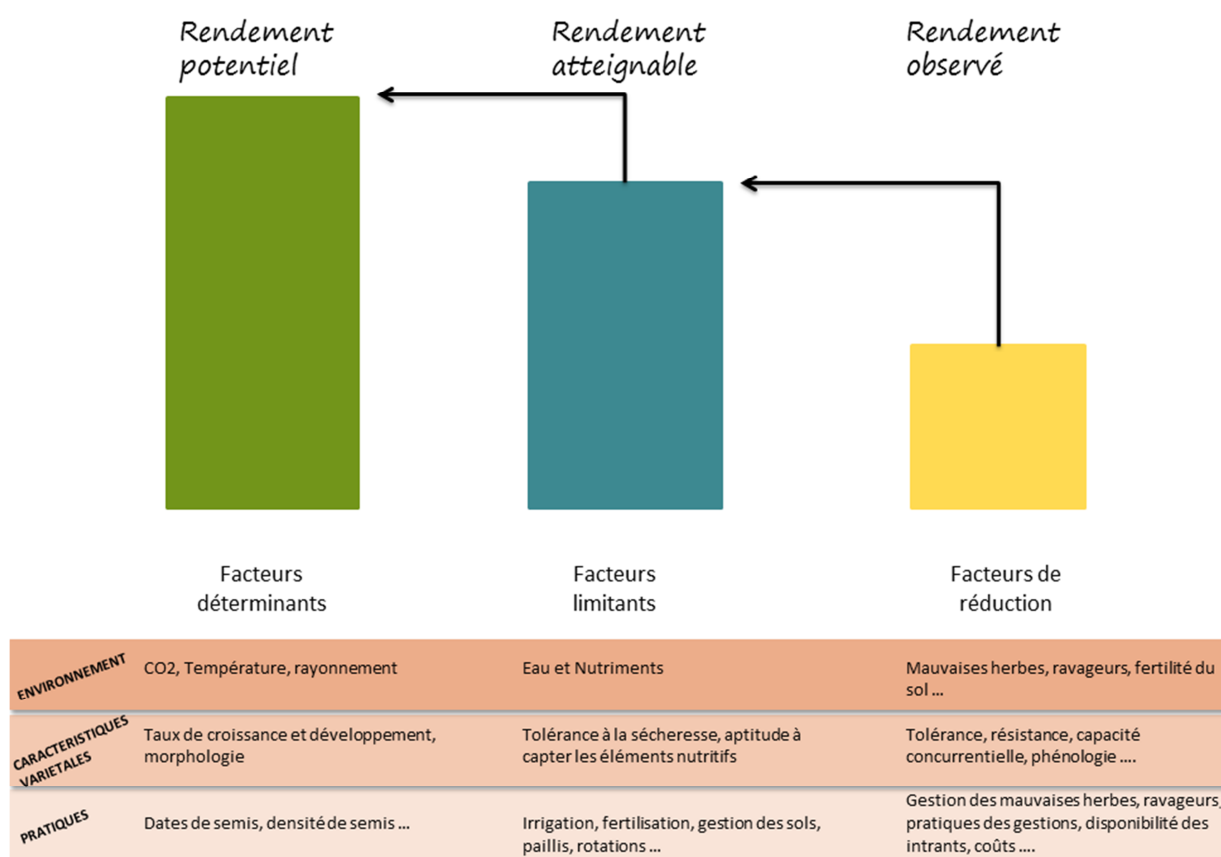 Rendement
potentiel
Rendement
atteignable
Rendement
observé
Facteurs
déterminants
Facteurs
limitants
Facteurs de
réduction
ENVIRONNEMENT
CO2, Température, rayonnement
Eau et Nutriments
Mauvaises herbes, ravageurs, fertilité du
sol ...
CARACTERISTIQUES
VARIETALES
Taux de croissance et développement,
morphologie
Tolérance à la sécheresse, aptitude à
capter les éléments nutritifs
Tolérance, résistance, capacité
concurrentielle, phénologie ....
PRATIQUES
Dates de semis, densité de semis ...
Irrigation, fertilisation, gestion des sols,
paillis, rotations ...
Gestion des mauvaises herbes, ravageurs,
pratiques des gestions, disponibilité des
intrants, coûts ....